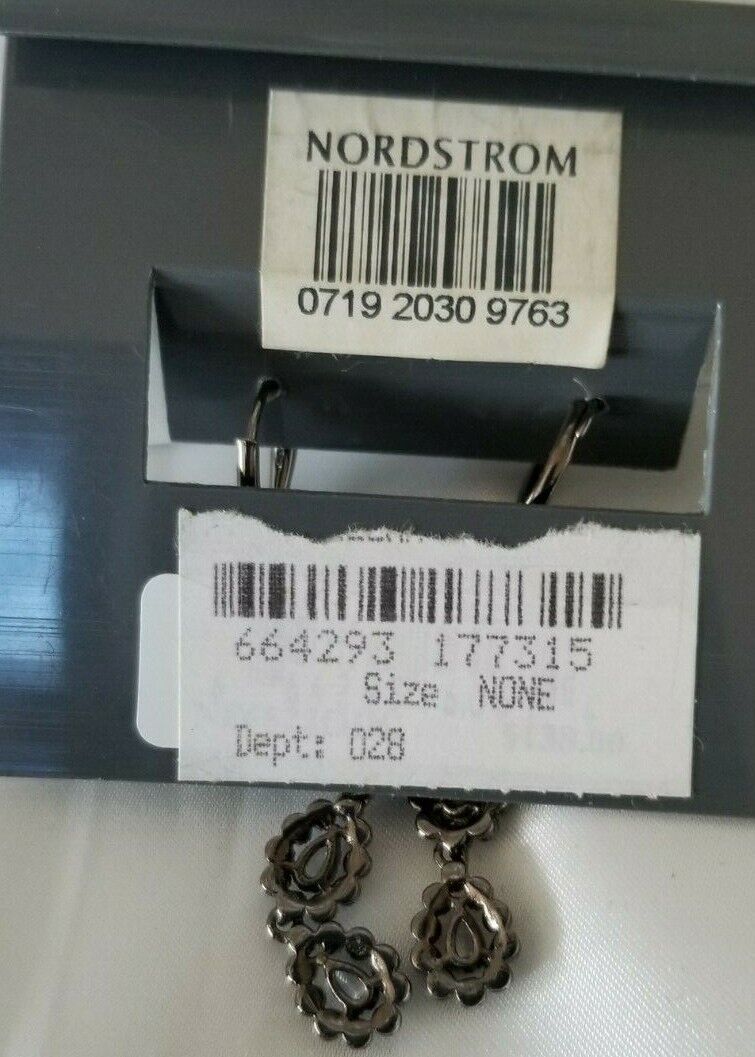 NORDSTROM
0719 2030 9763
664293 177315
Size NONE
Dept: 028